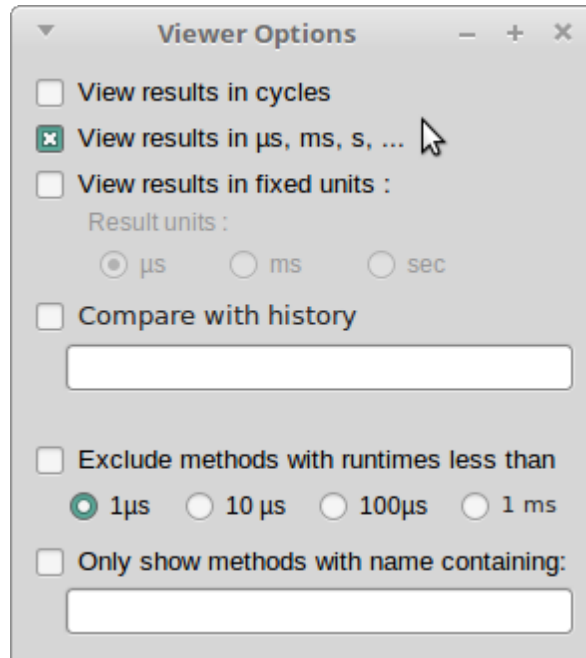 Viewer Options
View results in cycles
View results in µs, ms, s, ...
View results in fixed units :
Result units :
µs ms sec
Compare with history
Exclude methods with runtimes less than
1µs 10 µs 100µs 1 ms
Only show methods with name containing: